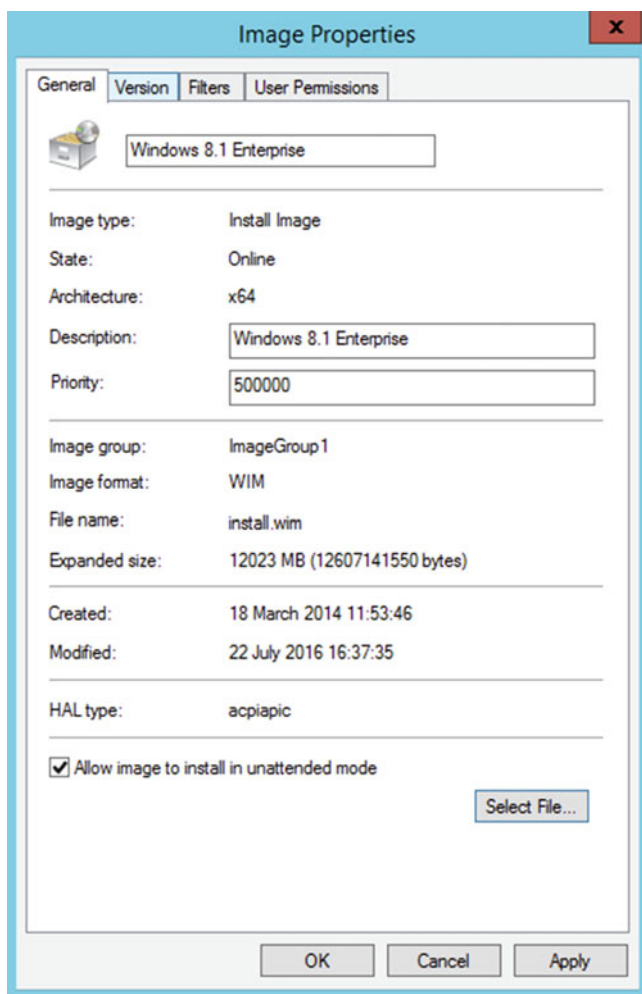 Image Properties
x
General Version Filters User Permissions
Windows 8.1 Enterprise
Image type: Install Image
State: Online
Architecture: x64
Description: Windows 8.1 Enterprise
Priority: 500000
Image group: ImageGroup1
Image format: WIM
File name: install.wim
Expanded size: 12023 MB (12607141550 bytes)
Created: 18 March 2014 11:53:46
Modified: 22 July 2016 16:37:35
HAL type: acpiapic
Allow image to install in unattended mode
Select File...
OK Cancel Apply